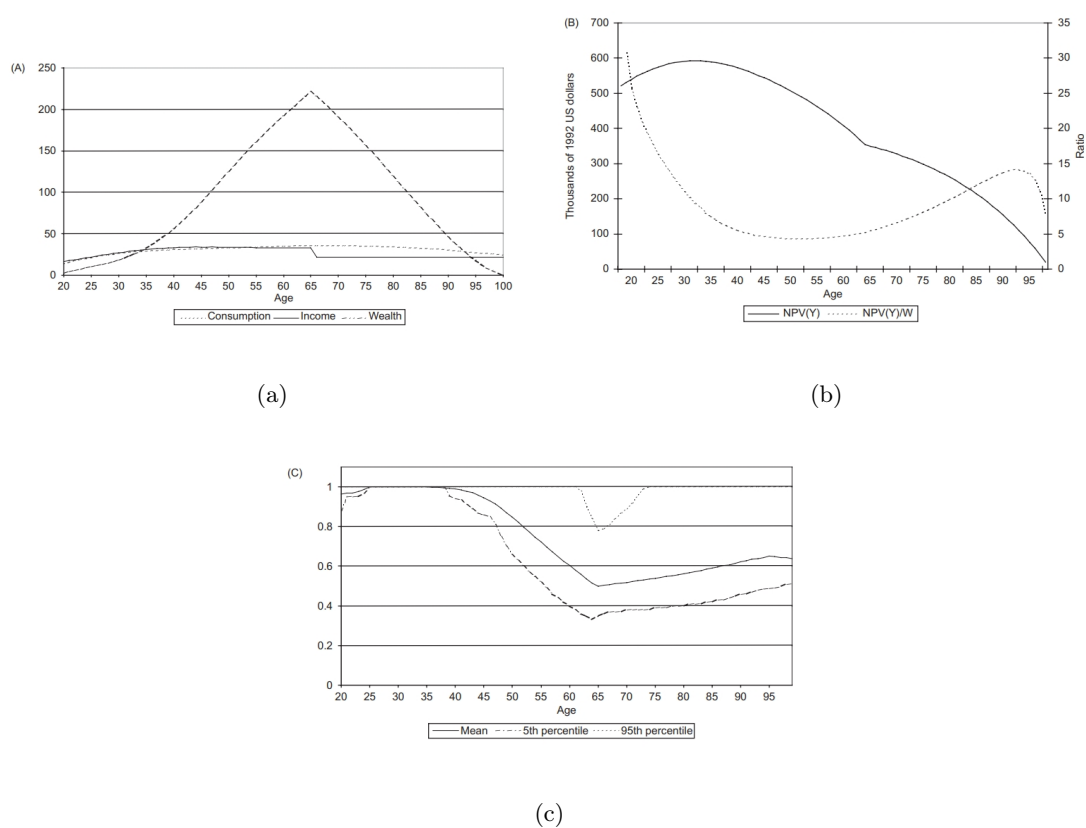 (A)
250
200
150
100
50
0
20 25 30 35 40 45 50 55 60 65 70 75 80 85 90 95 100
Age
Consumption Income Wealth
(a)
(B)
700 35
600 30
500 25
400 20
300 15
200 10
100 5
0 0
Thousands of 1992 US dollars
Ratio
20 25 30 35 40 45 50 55 60 65 70 75 80 85 90 95
Age
NPV(Y) NPV(Y)/W
(b)
(C)
1
0.8
0.6
0.4
0.2
0
20 25 30 35 40 45 50 55 60 65 70 75 80 85 90 95
Age
Mean 5th percentile 95th percentile
(c)